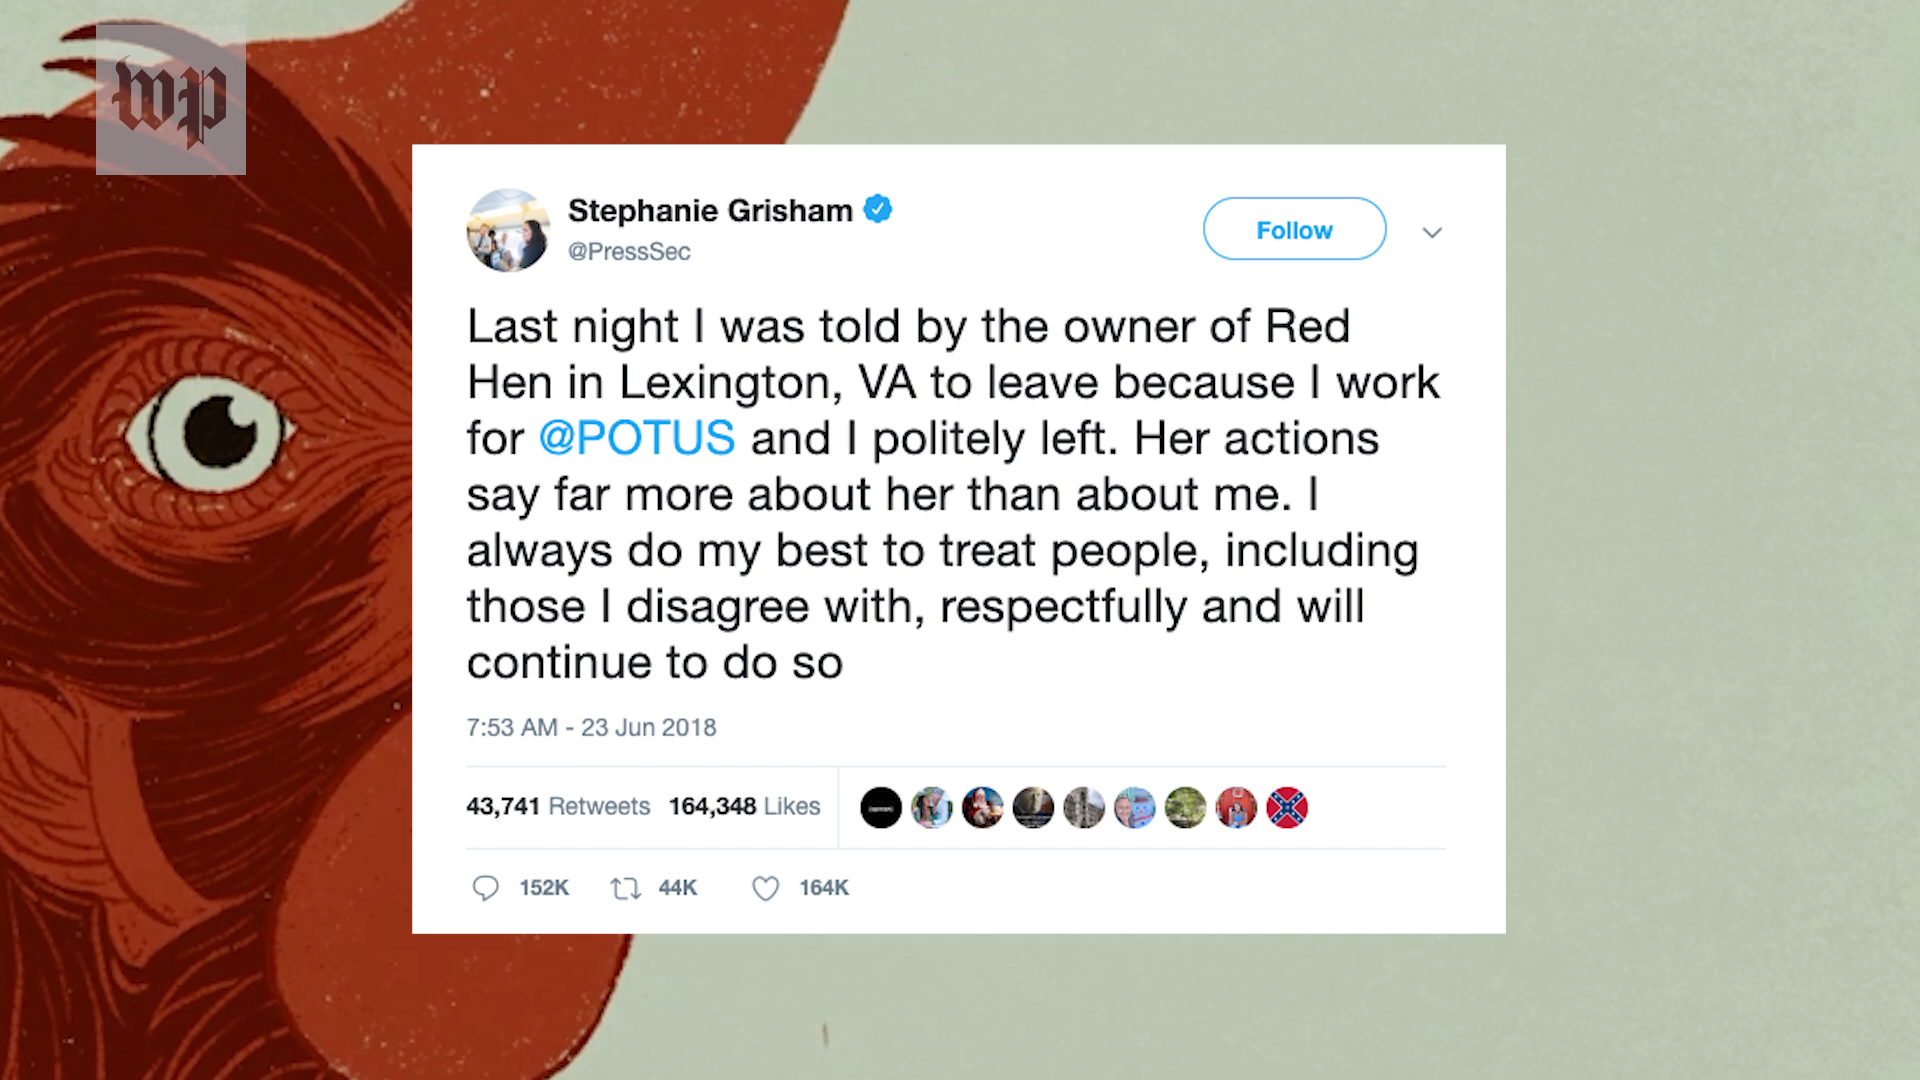 wp
Stephanie Grisham
@PressSec
Follow
Last night I was told by the owner of Red
Hen in Lexington, VA to leave because I work
for @POTUS and I politely left. Her actions
say far more about her than about me. I
always do my best to treat people, including
those I disagree with, respectfully and will
continue to do so
7:53 AM - 23 Jun 2018
43,741 Retweets 164,348 Likes
152K 44K 164K